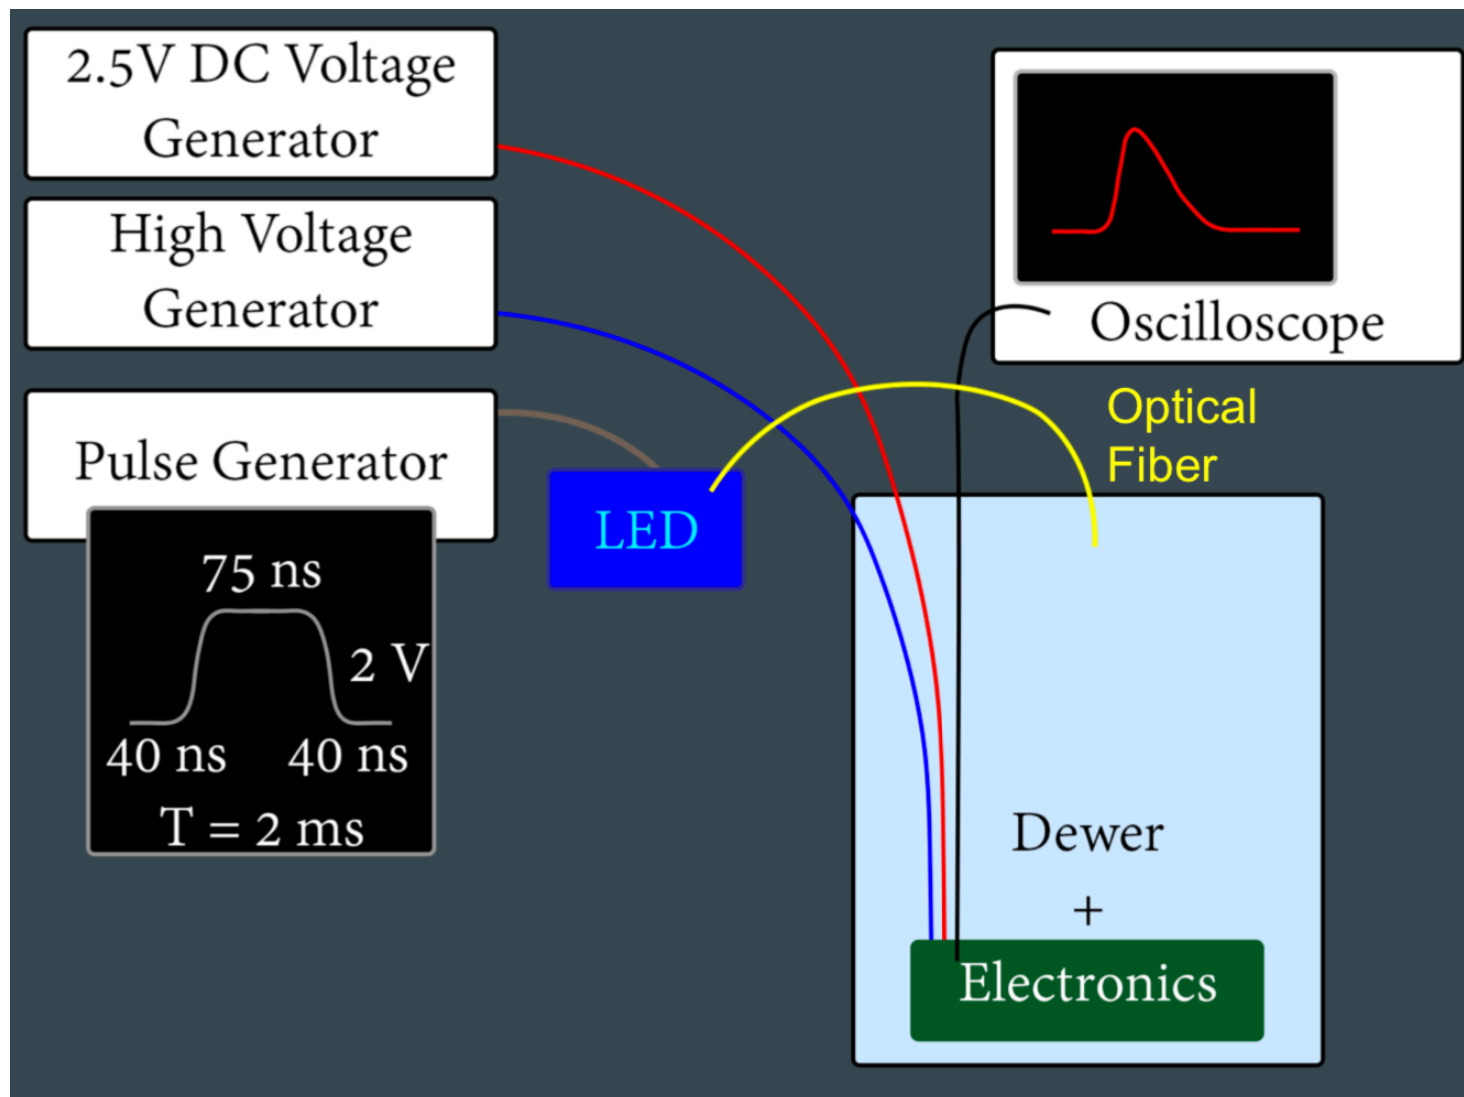 2.5V DC Voltage
Generator
High Voltage
Generator
Pulse Generator
75 ns
2 V
40 ns 40 ns
T = 2 ms
LED
Oscilloscope
Optical
Fiber
Dewer
+
Electronics